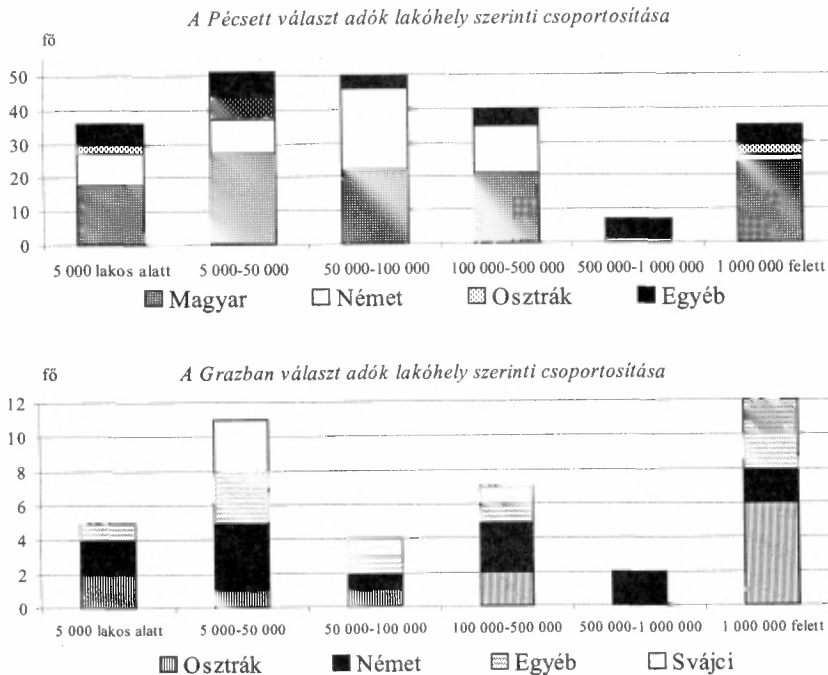 A Pécsett választ adók lakóhely szerinti csoportosítása
fő
50
40
30
20
10
0
5 000 lakos alatt 5 000-50 000 50 000-100 000 100 000-500 000 500 000-1 000 000 1 000 000 felett
Magyar Német Osztrák Egyéb
fő A Grazban választ adók lakóhely szerinti csoportosítása
12
10
8
6
4
2
0
5 000 lakos alatt 5 000-50 000 50 000-100 000 100 000-500 000 500 000-1 000 000 1 000 000 felett
Osztrák Német Egyéb Svájci